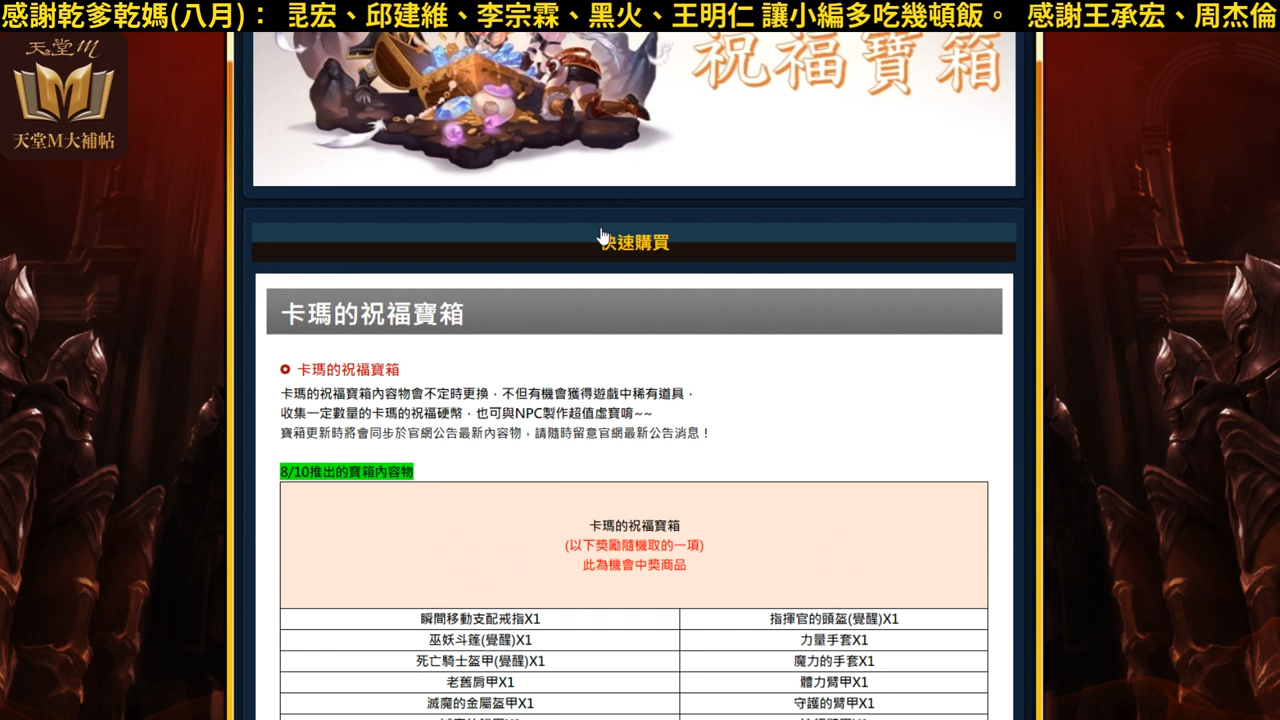 感謝乾爹乾媽(八月)： 宏、邱建維、李宗霖、黑火、王明仁 讓小編多吃幾頓飯。 感謝王承宏、周杰倫
天堂M
天堂M大補帖
祝福寶箱
快速購買
卡瑪的祝福寶箱
卡瑪的祝福寶箱
卡瑪的祝福寶箱內容物會不定時更換，不但有機會獲得遊戲中稀有道具，
收集一定數量的卡瑪的祝福硬幣，也可與NPC製作超值虛寶唷~~
寶箱更新時將會同步於官網公告最新內容物，請隨時留意官網最新公告消息！
8/10推出的寶箱內容物
卡瑪的祝福寶箱
(以下獎勵隨機取的一項)
此為機會中獎商品
瞬間移動支配戒指X1 指揮官的頭盔(覺醒)X1
巫妖斗篷(覺醒)X1 力量手套X1
死亡騎士盔甲(覺醒)X1 魔力的手套X1
老舊肩甲X1 體力臂甲X1
滅魔的金屬盔甲X1 守護的臂甲X1